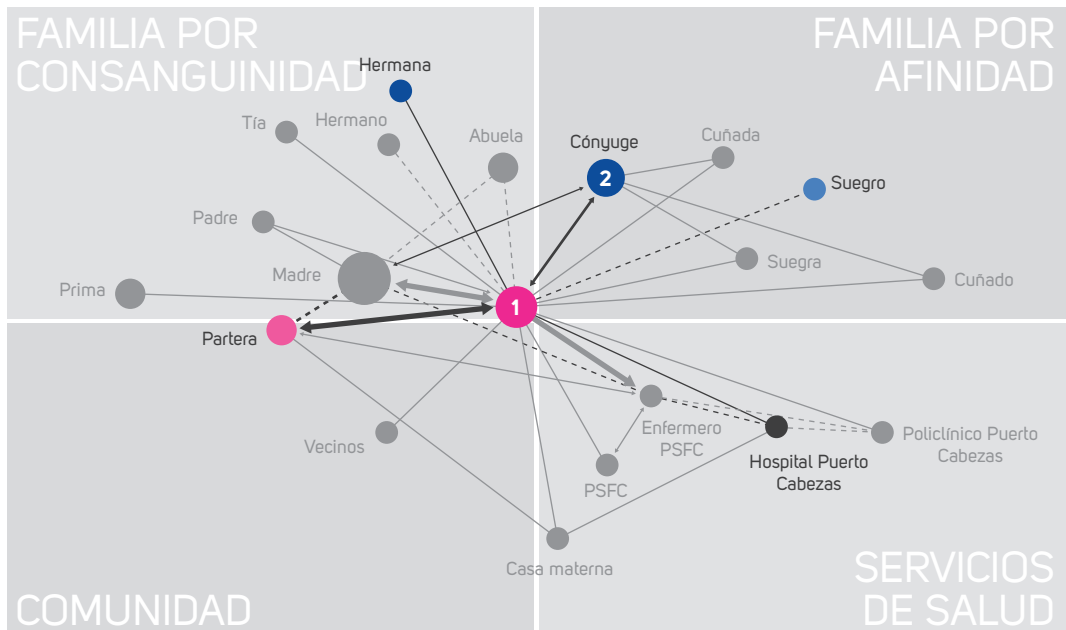 FAMILIA POR
CONSANGUINIDAD
FAMILIA POR
AFINIDAD
Hermana
Tía
Hermano
Abuela
Cónyuge
Cuñada
2
Suegro
Padre
Madre
Suegra
Cuñado
Prima
1
Partera
Vecinos
Enfermero
PSFC
Policlínico Puerto
Cabezas
Hospital Puerto
Cabezas
PSFC
Casa materna
COMUNIDAD
SERVICIOS
DE SALUD